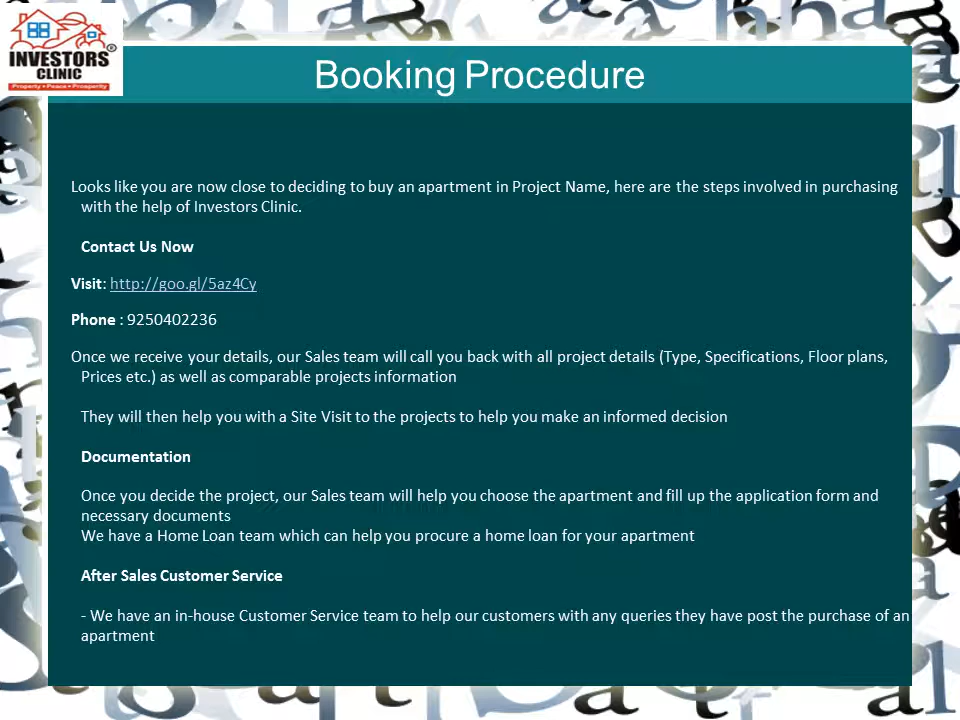 INVESTORS®
CLINIC
Property • Peace • Prosperity
Booking Procedure
Looks like you are now close to deciding to buy an apartment in Project Name, here are the steps involved in purchasing
with the help of Investors Clinic.
Contact Us Now
Visit: http://goo.gl/5az4Cy
Phone : 9250402236
Once we receive your details, our Sales team will call you back with all project details (Type, Specifications, Floor plans,
Prices etc.) as well as comparable projects information
They will then help you with a Site Visit to the projects to help you make an informed decision
Documentation
Once you decide the project, our Sales team will help you choose the apartment and fill up the application form and
necessary documents
We have a Home Loan team which can help you procure a home loan for your apartment
After Sales Customer Service
- We have an in-house Customer Service team to help our customers with any queries they have post the purchase of an
apartment